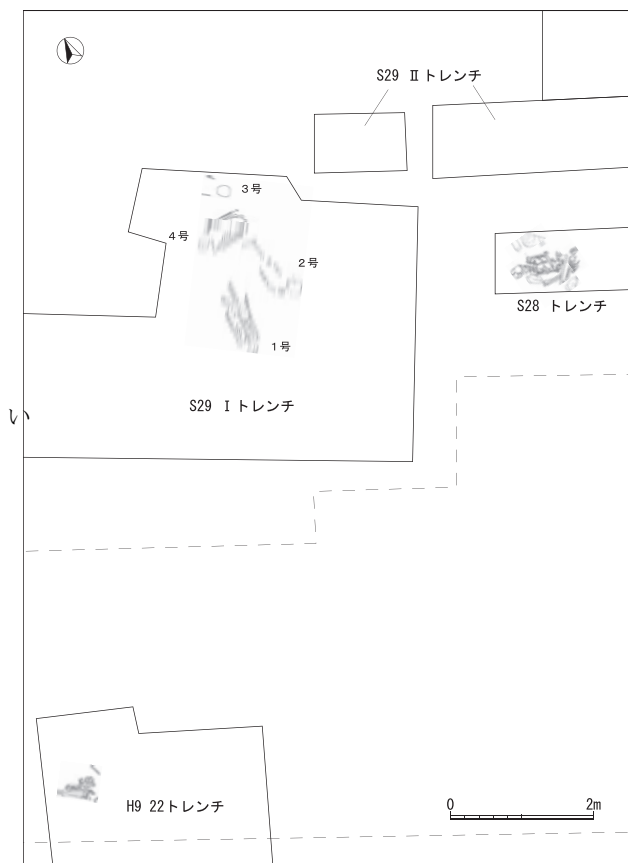 S29 Ⅱトレンチ
3号
4号
2号
S28 トレンチ
1号
S29 Ⅰトレンチ
い
H9 22トレンチ
0 2m